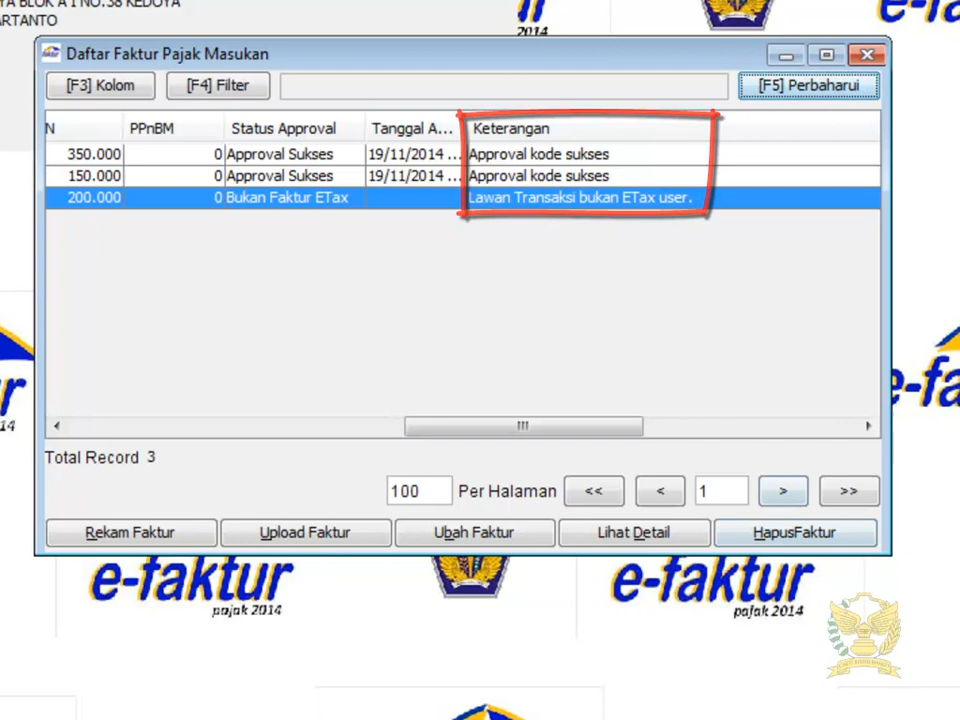 YA BLOK A I NO.38 KEDOYA
ARTANTO
2014
e-fa
faktur
Daftar Faktur Pajak Masukan
[F3] Kolom
[F4] Filter
[F5] Perbaharui
N PPnBM Status Approval Tanggal A... Keterangan
350.000 0 Approval Sukses 19/11/2014 ... Approval kode sukses
150.000 0 Approval Sukses 19/11/2014 ... Approval kode sukses
200.000 0 Bukan Faktur ETax Lawan Transaksi bukan ETax user.
Total Record 3
100 Per Halaman << < 1 > >>
Rekam Faktur Upload Faktur Ubah Faktur Lihat Detail HapusFaktur
ur
14
e-fa
e-faktur
pajak 2014
e-faktur
pajak 2014